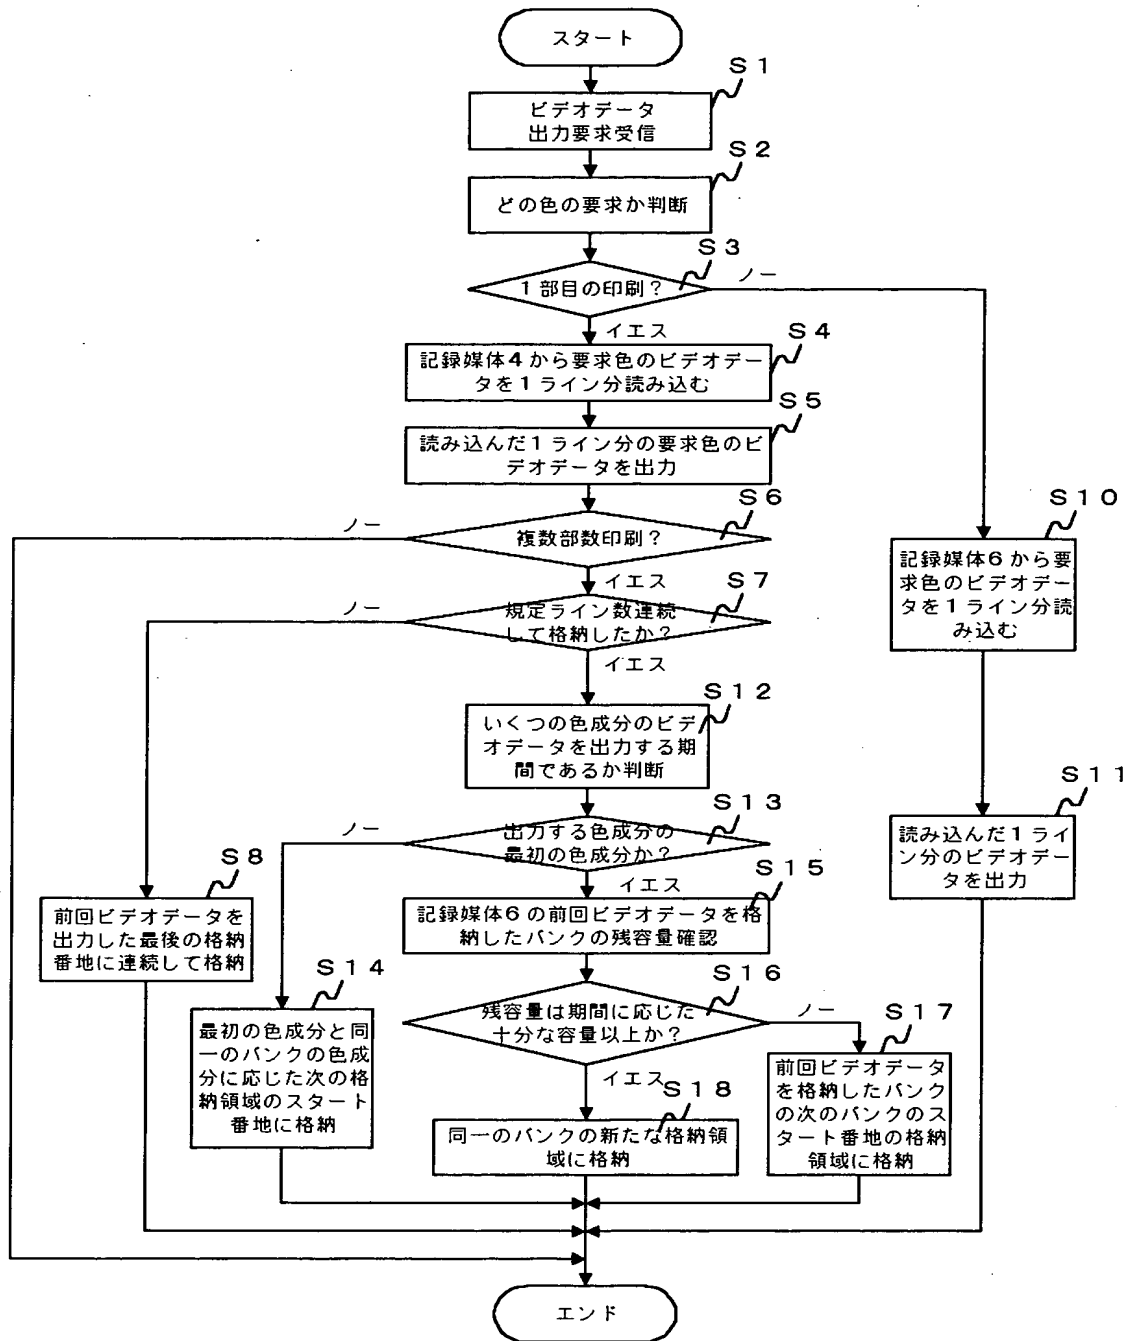 スタート
S1
ビデオデータ
出力要求受信
S2
どの色の要求か判断
S3
1部目の印刷?
ノー
イエス
S4
記録媒体4から要求色のビデオデー
タを1ライン分読み込む
S5
読み込んだ1ライン分の要求色のビ
デオデータを出力
S6
複数部数印刷?
ノー
イエス
S7
規定ライン数連続
して格納したか?
ノー
イエス
S10
記録媒体6から要
求色のビデオデー
タを1ライン分読
み込む
S12
いくつの色成分のビデ
オデータを出力する期
間であるか判断
S11
読み込んだ1ライ
ン分のビデオデー
タを出力
S13
出力する色成分の
最初の色成分か?
ノー
イエス
S8
前回ビデオデータを
出力した最後の格納
番地に連続して格納
S15
記録媒体6の前回ビデオデータを格
納したバンクの残容量確認
S14
最初の色成分と同
一のバンクの色成
分に応じた次の格
納領域のスタート
番地に格納
S16
残容量は期間に応じた
十分な容量以上か?
ノー
イエス
S17
前回ビデオデータ
を格納したバンク
の次のバンクのス
タート番地の格納
領域に格納
S18
同一のバンクの新たな格納領
域に格納
エンド